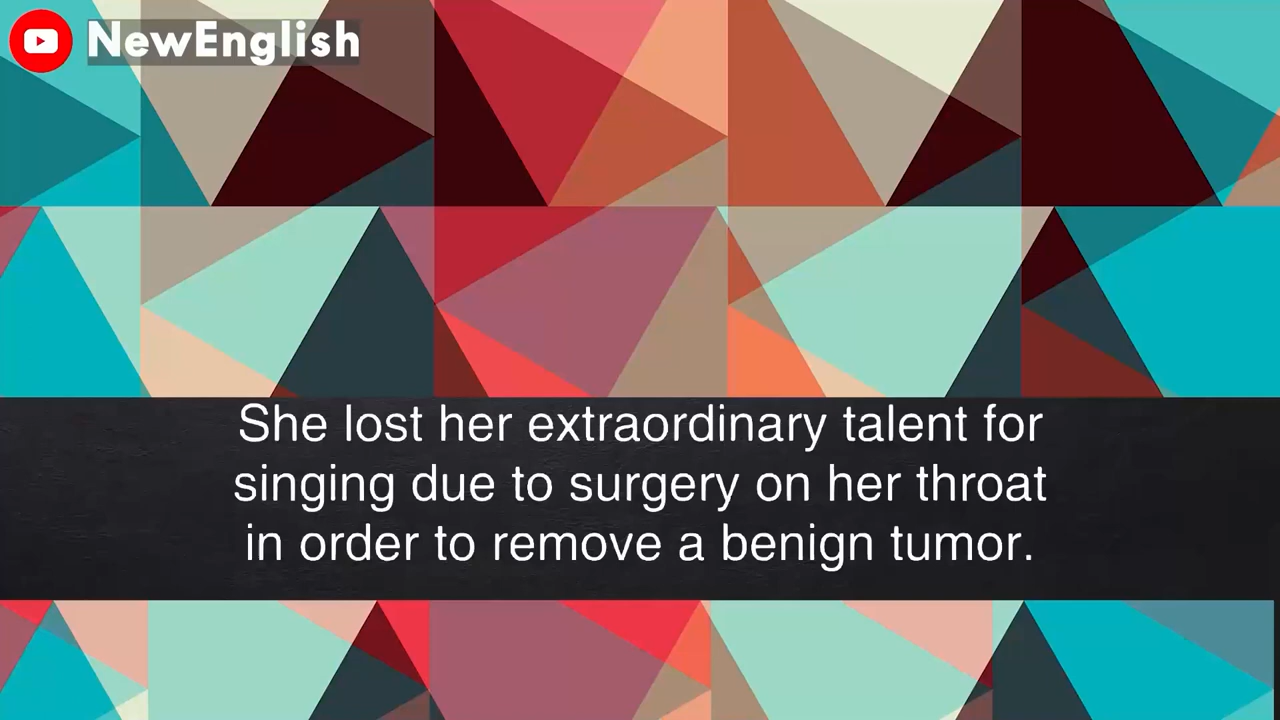 NewEnglish
She lost her extraordinary talent for
singing due to surgery on her throat
in order to remove a benign tumor.